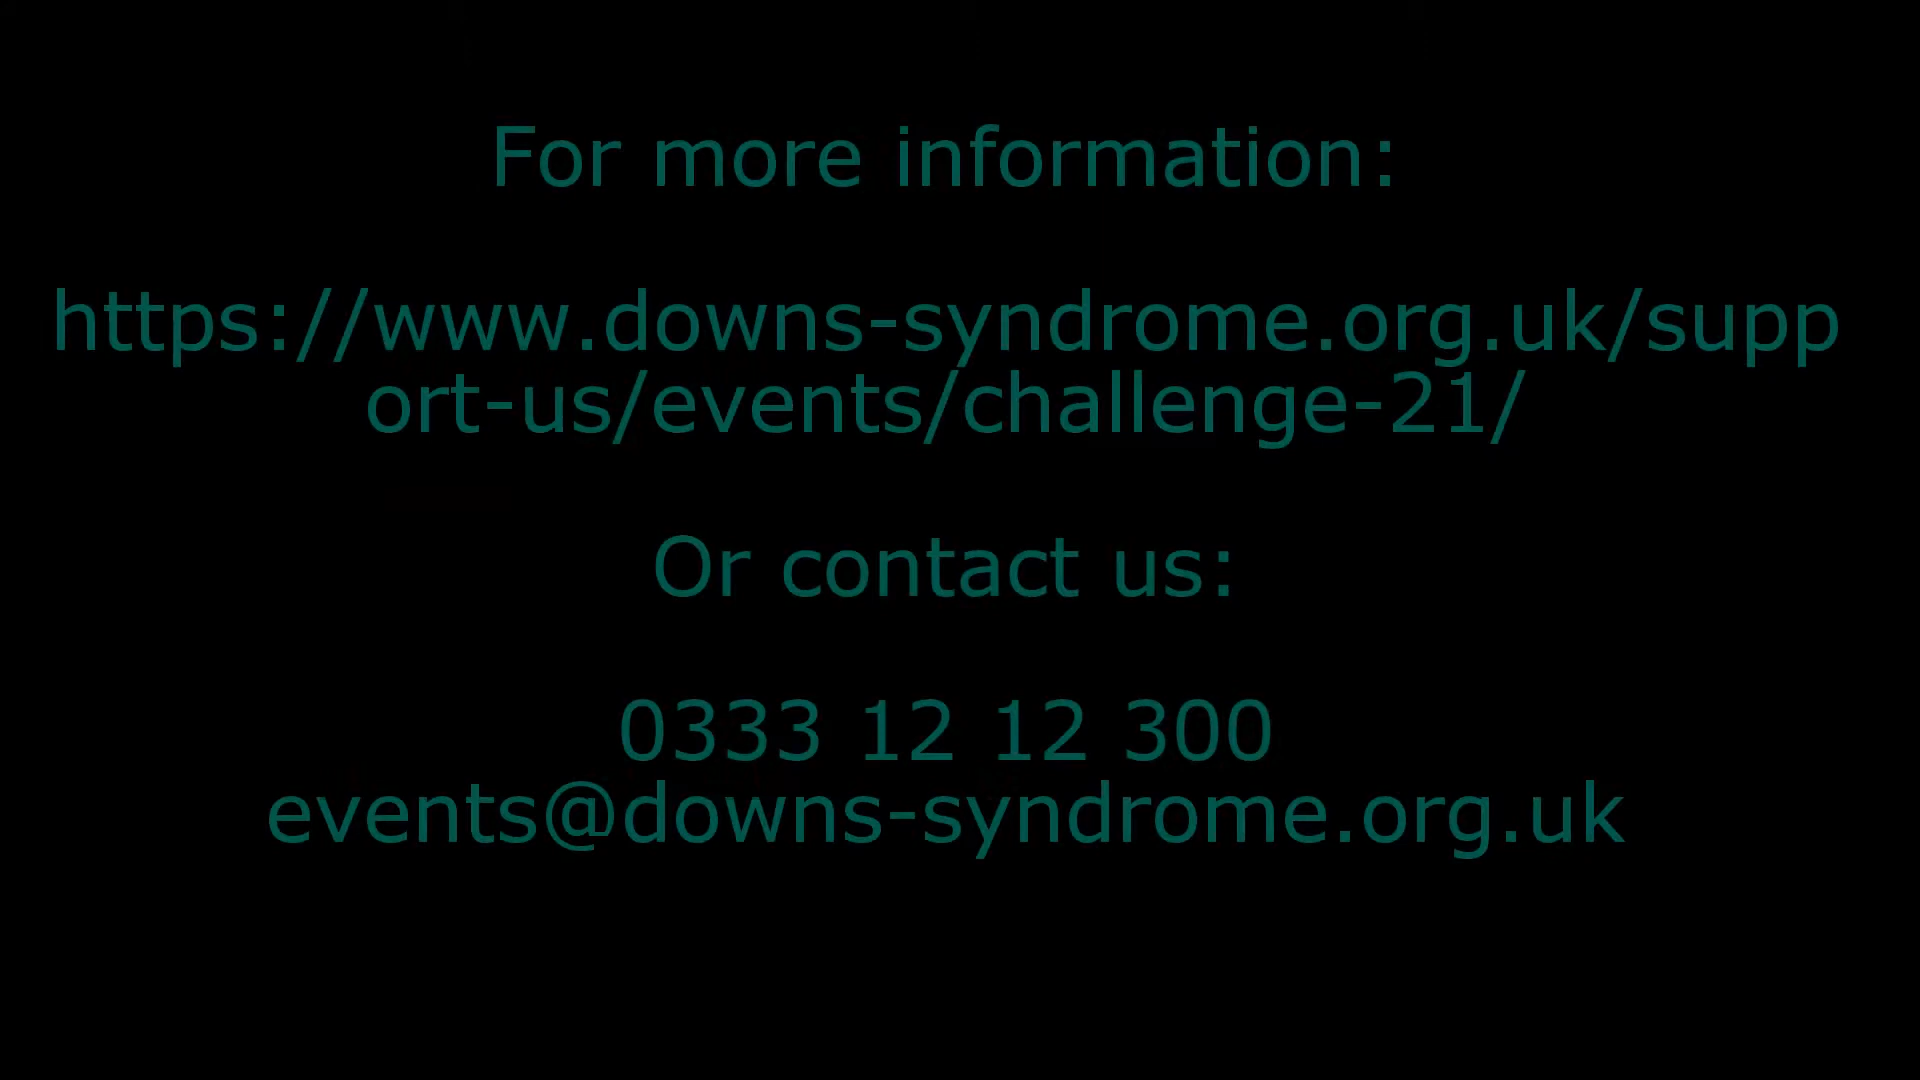 For more information:
https://www.downs-syndrome.org.uk/supp
ort-us/events/challenge-21/
Or contact us:
0333 12 12 300
events@downs-syndrome.org.uk